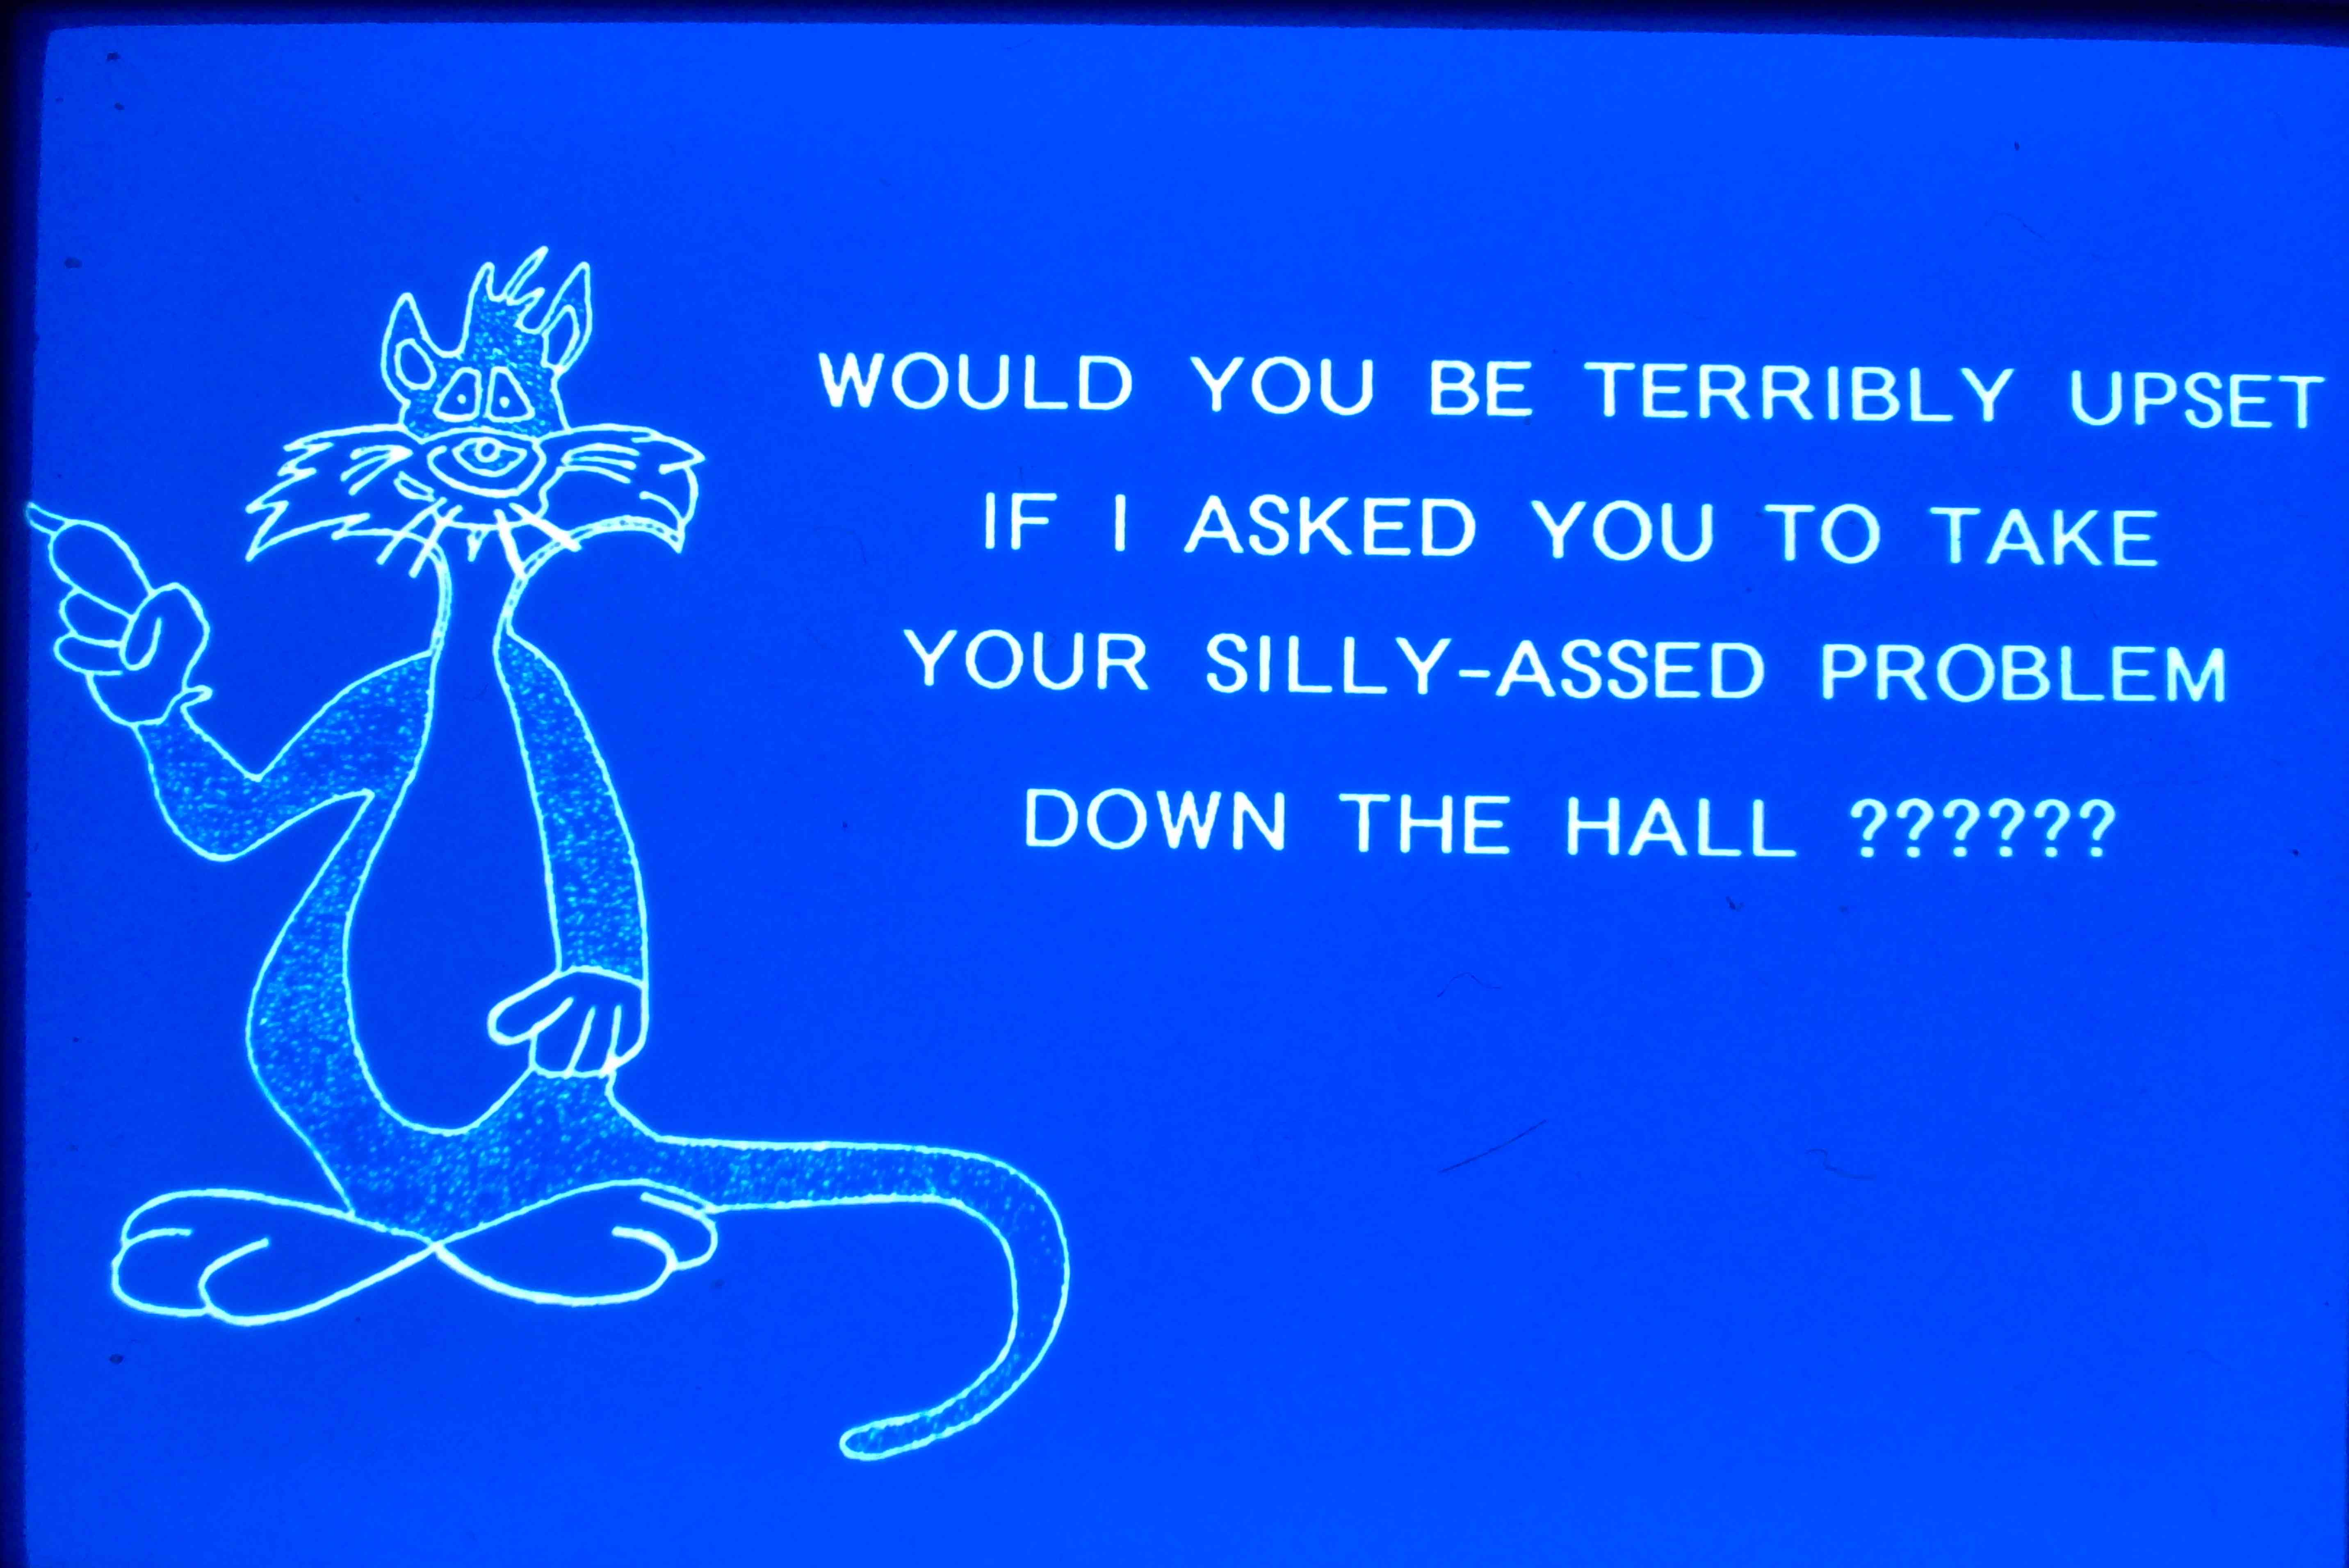 WOULD YOU BE TERRIBLY UPSET
IF I ASKED YOU TO TAKE
YOUR SILLY-ASSED PROBLEM
DOWN THE HALL ??????